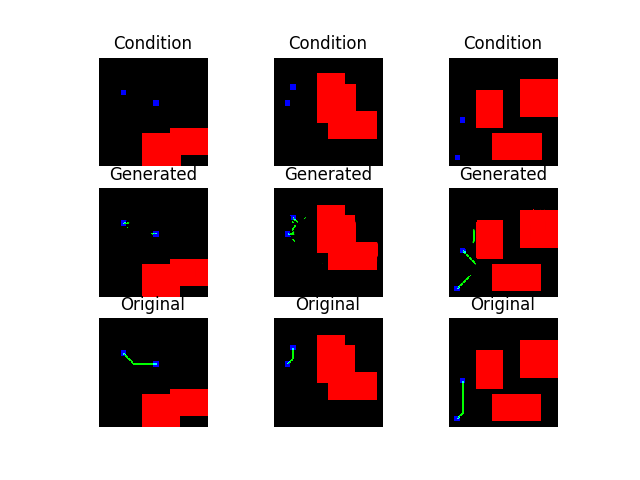 Condition Condition Condition
Generated Generated Generated
Original Original Original